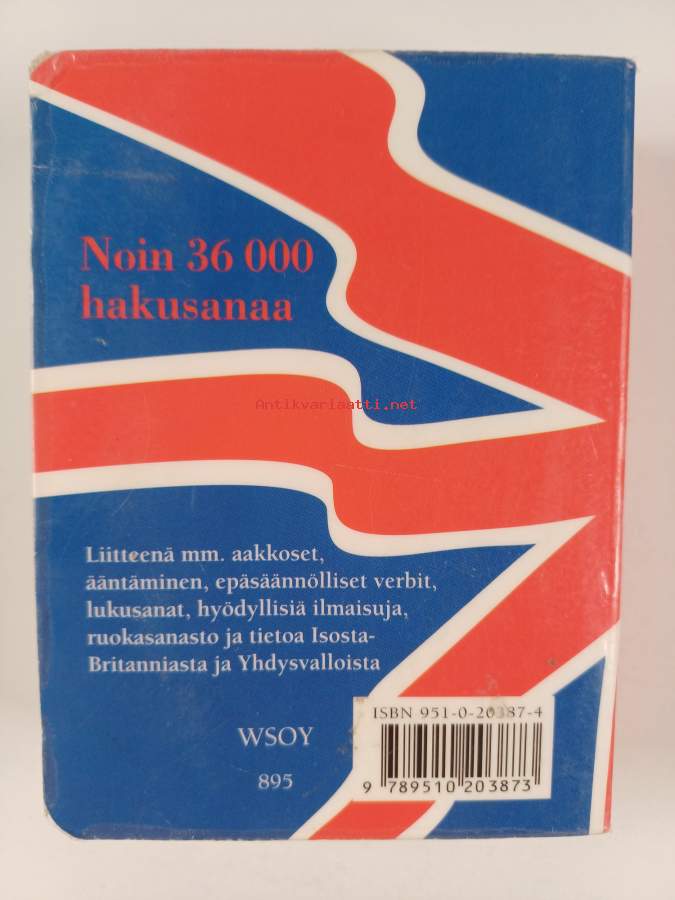 Noin 36 000
hakusanaa
Antikvariaatti.net
Liitteenä mm. aakkoset,
ääntäminen, epäsäännölliset verbit,
lukusanat, hyödyllisiä ilmaisuja,
ruokasanasto ja tietoa Isosta-
Britanniasta ja Yhdysvalloista
WSOY
895
ISBN 951-0-20387-4
9 789510 203873